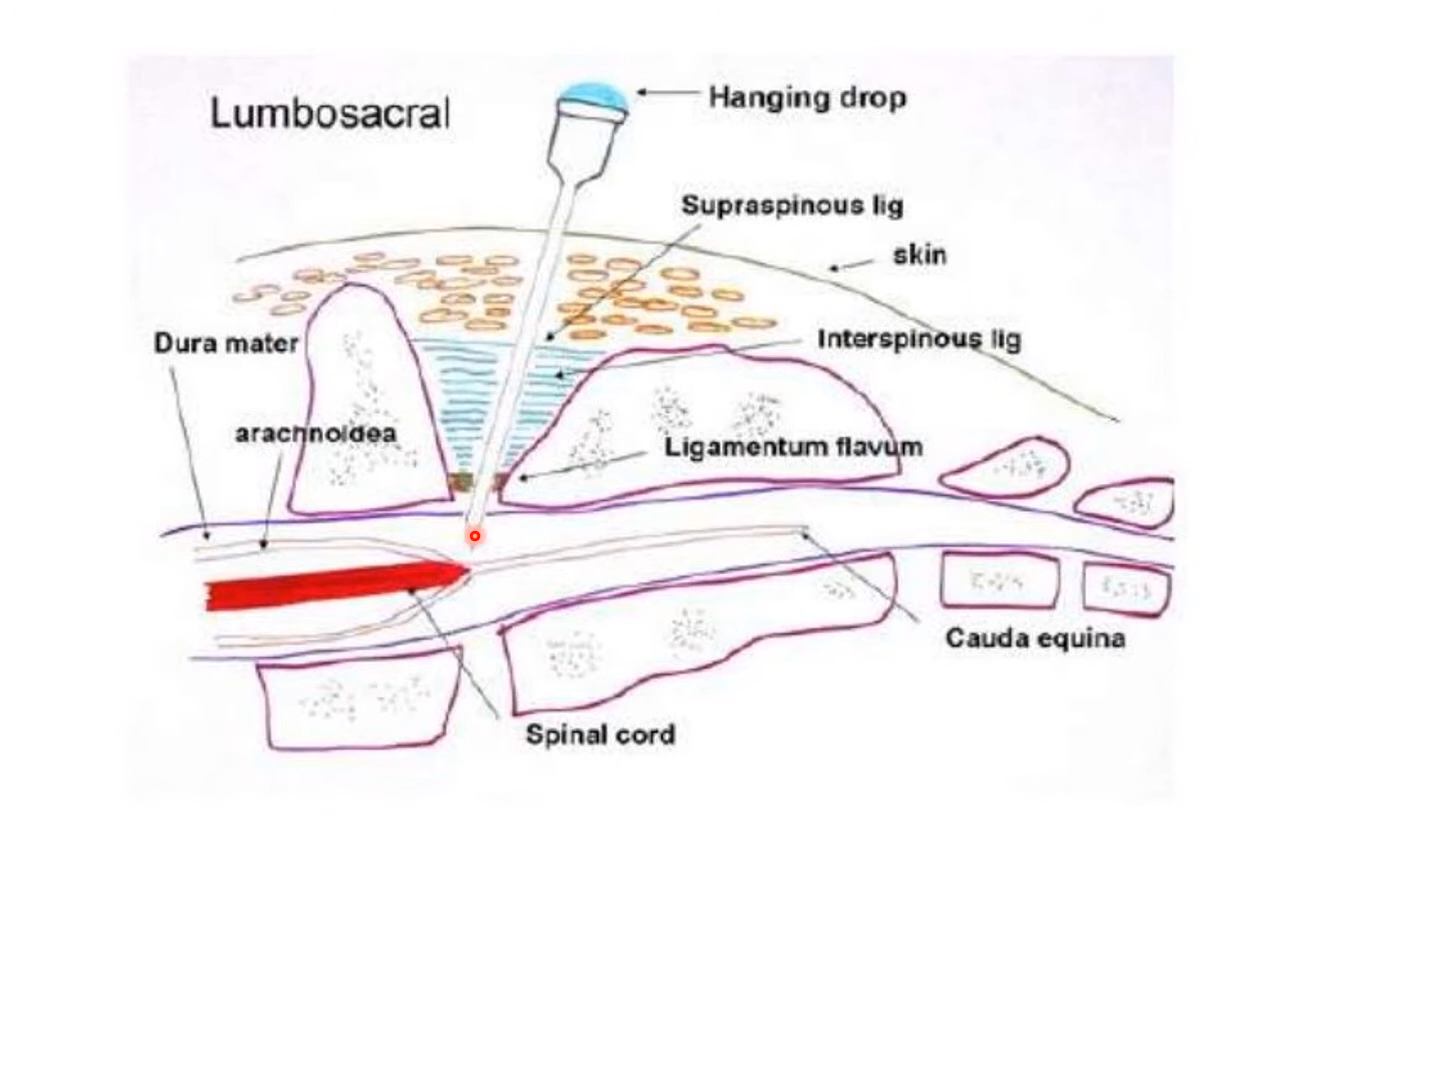 Lumbosacral
Hanging drop
Supraspinous lig
skin
Dura mater
Interspinous lig
arachnoidea
Ligamentum flavum
Cauda equina
Spinal cord